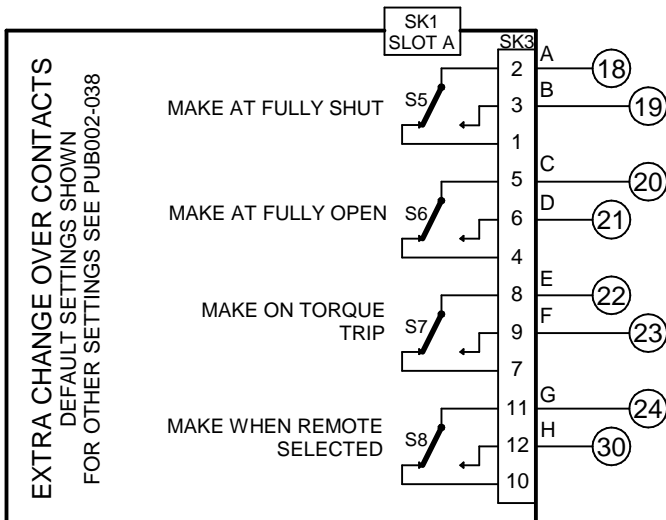 SK1
SLOT A
SK3
EXTRA CHANGE OVER CONTACTS
DEFAULT SETTINGS SHOWN
FOR OTHER SETTINGS SEE PUB002-038
MAKE AT FULLY SHUT
S5
2
A
18
3
B
19
1
MAKE AT FULLY OPEN
S6
5
C
20
6
D
21
4
MAKE ON TORQUE
TRIP
S7
8
E
22
9
F
23
7
MAKE WHEN REMOTE
SELECTED
S8
11
G
24
12
H
30
10